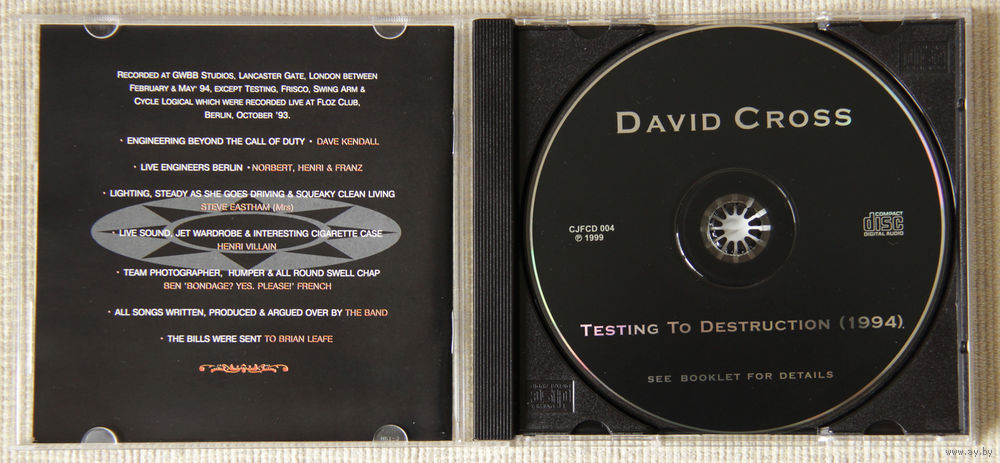 Recorded at GWBB Studios, Lancaster Gate, London between
February & May' 94, except Testing, Frisco, Swing Arm &
Cycle Logical which were recorded live at Floz Club,
Berlin, October '93.
· ENGINEERING BEYOND THE CALL OF DUTY · DAVE KENDALL
· LIVE ENGINEERS BERLIN · NORBERT, HENRI & FRANZ
· LIGHTING, STEADY AS SHE GOES DRIVING & SQUEAKY CLEAN LIVING
STEVE EASTHAM (Mrs)
· LIVE SOUND, JET WARDROBE & INTERESTING CIGARETTE CASE
HENRI VILLAIN
· TEAM PHOTOGRAPHER, HUMPER & ALL ROUND SWELL CHAP
BEN 'BONDAGE? YES. PLEASE!' FRENCH
· ALL SONGS WRITTEN, PRODUCED & ARGUED OVER BY THE BAND
· THE BILLS WERE SENT TO BRIAN LEAFE
David Cross
CJFCD 004
℗ 1999
COMPACT
disc
DIGITAL AUDIO
Testing To Destruction (1994).
SEE BOOKLET FOR DETAILS
www.ay.by